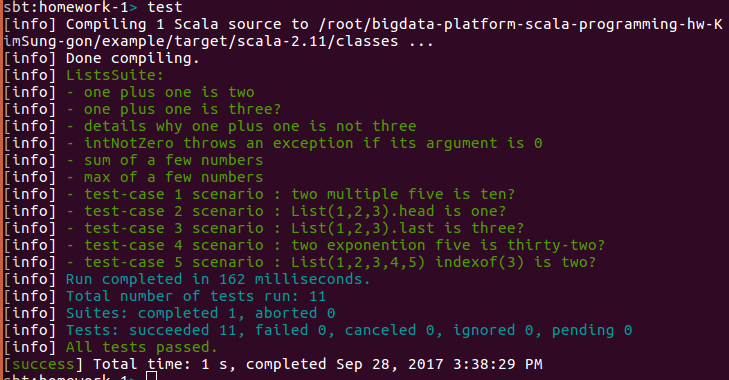 sbt:homework-1> test
[info] Compiling 1 Scala source to /root/bigdata-platform-scala-programming-hw-K
imSung-gon/example/target/scala-2.11/classes ...
[info] Done compiling.
[info] ListsSuite:
[info] - one plus one is two
[info] - one plus one is three?
[info] - details why one plus one is not three
[info] - intNotZero throws an exception if its argument is 0
[info] - sum of a few numbers
[info] - max of a few numbers
[info] - test-case 1 scenario : two multiple five is ten?
[info] - test-case 2 scenario : List(1,2,3).head is one?
[info] - test-case 3 scenario : List(1,2,3).last is three?
[info] - test-case 4 scenario : two exponention five is thirty-two?
[info] - test-case 5 scenario : List(1,2,3,4,5) indexof(3) is two?
[info] Run completed in 162 milliseconds.
[info] Total number of tests run: 11
[info] Suites: completed 1, aborted 0
[info] Tests: succeeded 11, failed 0, canceled 0, ignored 0, pending 0
[info] All tests passed.
[success] Total time: 1 s, completed Sep 28, 2017 3:38:29 PM
sbt:homework-1>